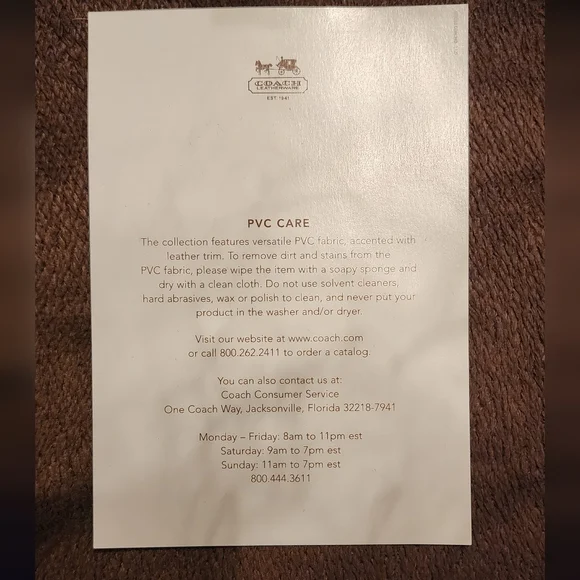 COACH
LEATHERWARE
EST. 1941
PVC CARE
The collection features versatile PVC fabric, accented with
leather trim. To remove dirt and stains from the
PVC fabric, please wipe the item with a soapy sponge and
dry with a clean cloth. Do not use solvent cleaners,
hard abrasives, wax or polish to clean, and never put your
product in the washer and/or dryer.
Visit our website at www.coach.com
or call 800.262.2411 to order a catalog.
You can also contact us at:
Coach Consumer Service
One Coach Way, Jacksonville, Florida 32218-7941
Monday – Friday: 8am to 11pm est
Saturday: 9am to 7pm est
Sunday: 11am to 7pm est
800.444.3611